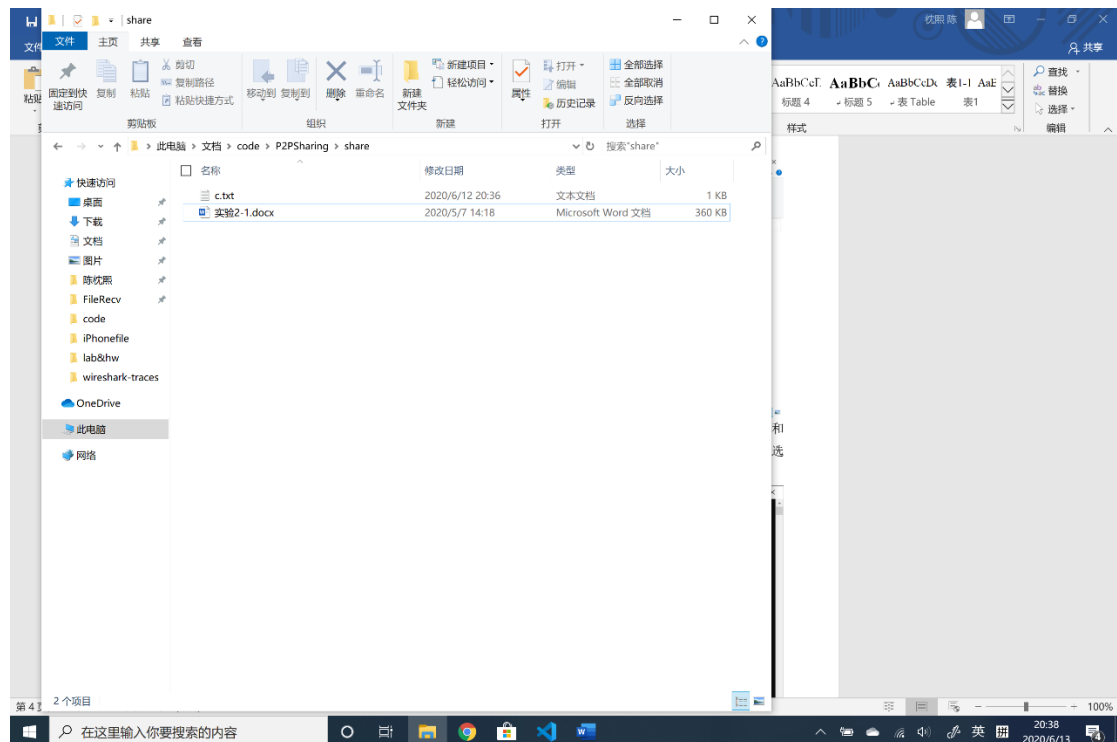 share
沈熙 陈
文件 主页 共享 查看
共享
固定到快速访问
复制
粘贴
剪切
复制路径
粘贴快捷方式
移动到 复制到
删除 重命名
新建文件夹
新建项目
轻松访问
属性
打开
编辑
历史记录
全部选择
全部取消
反向选择
剪贴板 组织 新建 打开 选择
AaBbC AaBbCcDc 表1-1 AaE
标题 4 标题 5 表 Table 表1
查找
替换
选择
样式 编辑
此电脑 > 文档 > code > P2PSharing > share
搜索"share"
名称 修改日期 类型 大小
c.txt 2020/6/12 20:36 文本文档 1 KB
实验2-1.docx 2020/5/7 14:18 Microsoft Word 文档 360 KB
快速访问
桌面
下载
文档
图片
陈沈熙
FileRecv
code
iPhonefile
lab&hw
wireshark-traces
OneDrive
此电脑
网络
和
选
2 个项目
第 4
100%
在这里输入你要搜索的内容
英
拼
20:38
2020/6/13
4